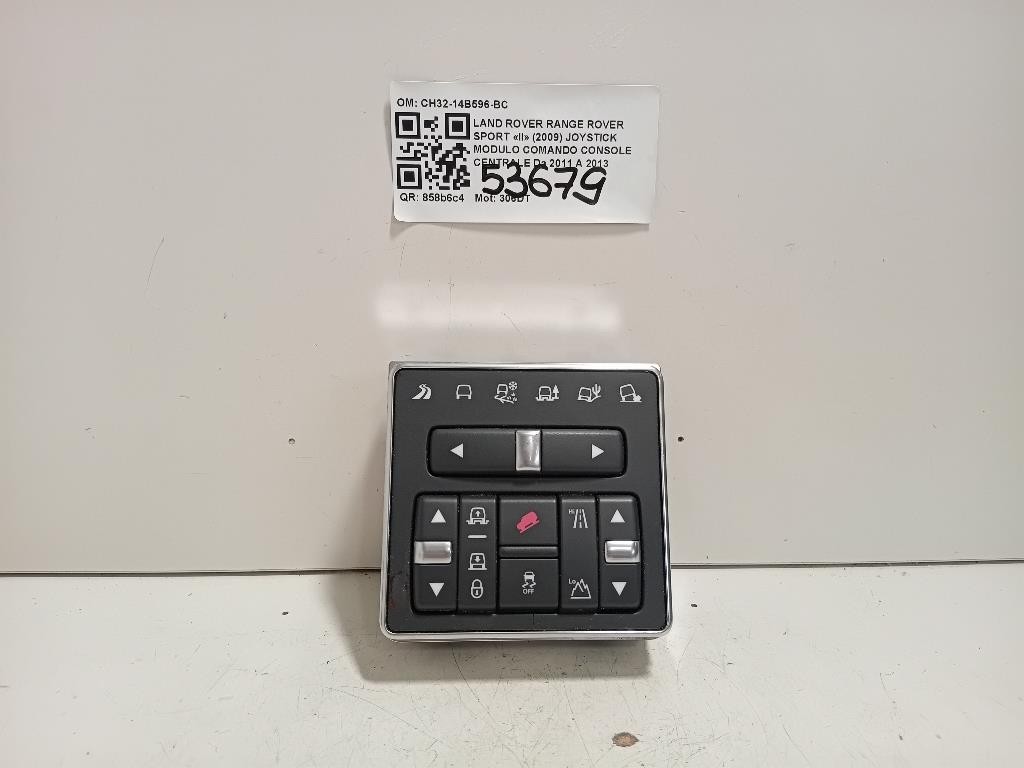 OM: CH32-14B596-BC
LAND ROVER RANGE ROVER
SPORT «II» (2009) JOYSTICK
MODULO COMANDO CONSOLE
CENTRALE Da 2011 A 2013
53679
QR: 858b6c4 Mot: 306DT
HI
Lo
OFF